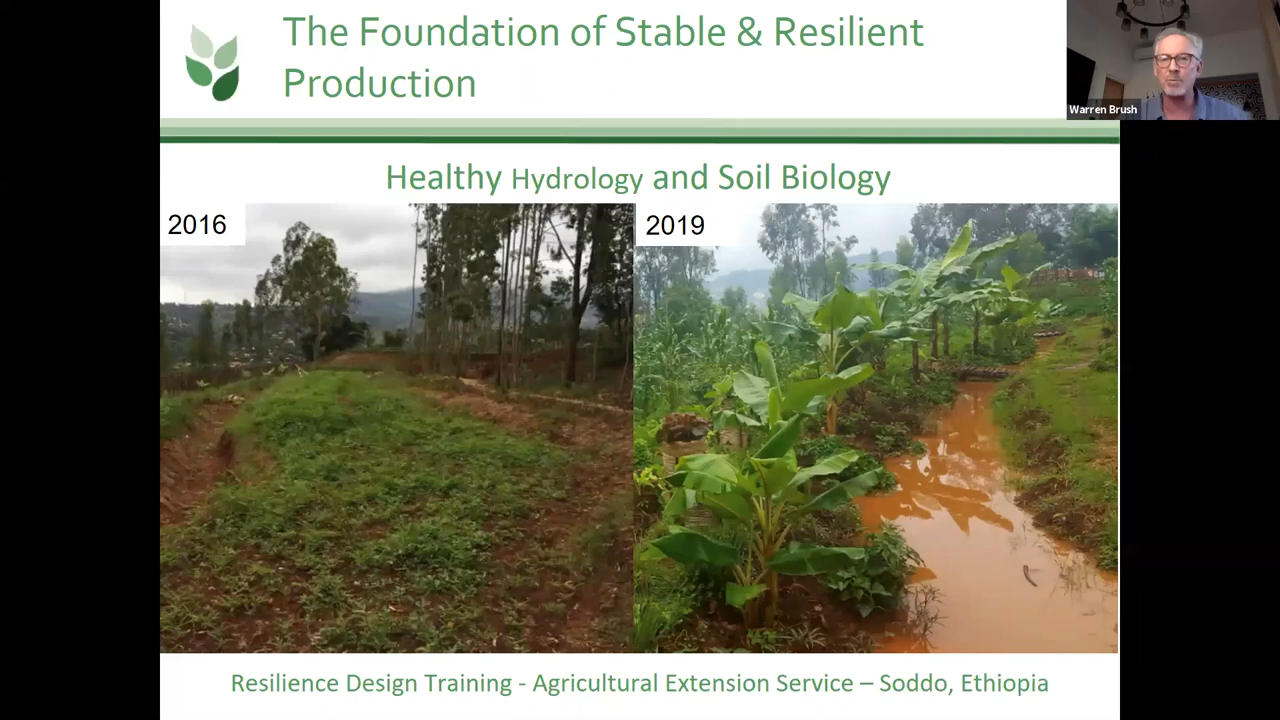 The Foundation of Stable & Resilient
Production
Warren Brush
Healthy Hydrology and Soil Biology
2016
2019
Resilience Design Training - Agricultural Extension Service – Soddo, Ethiopia